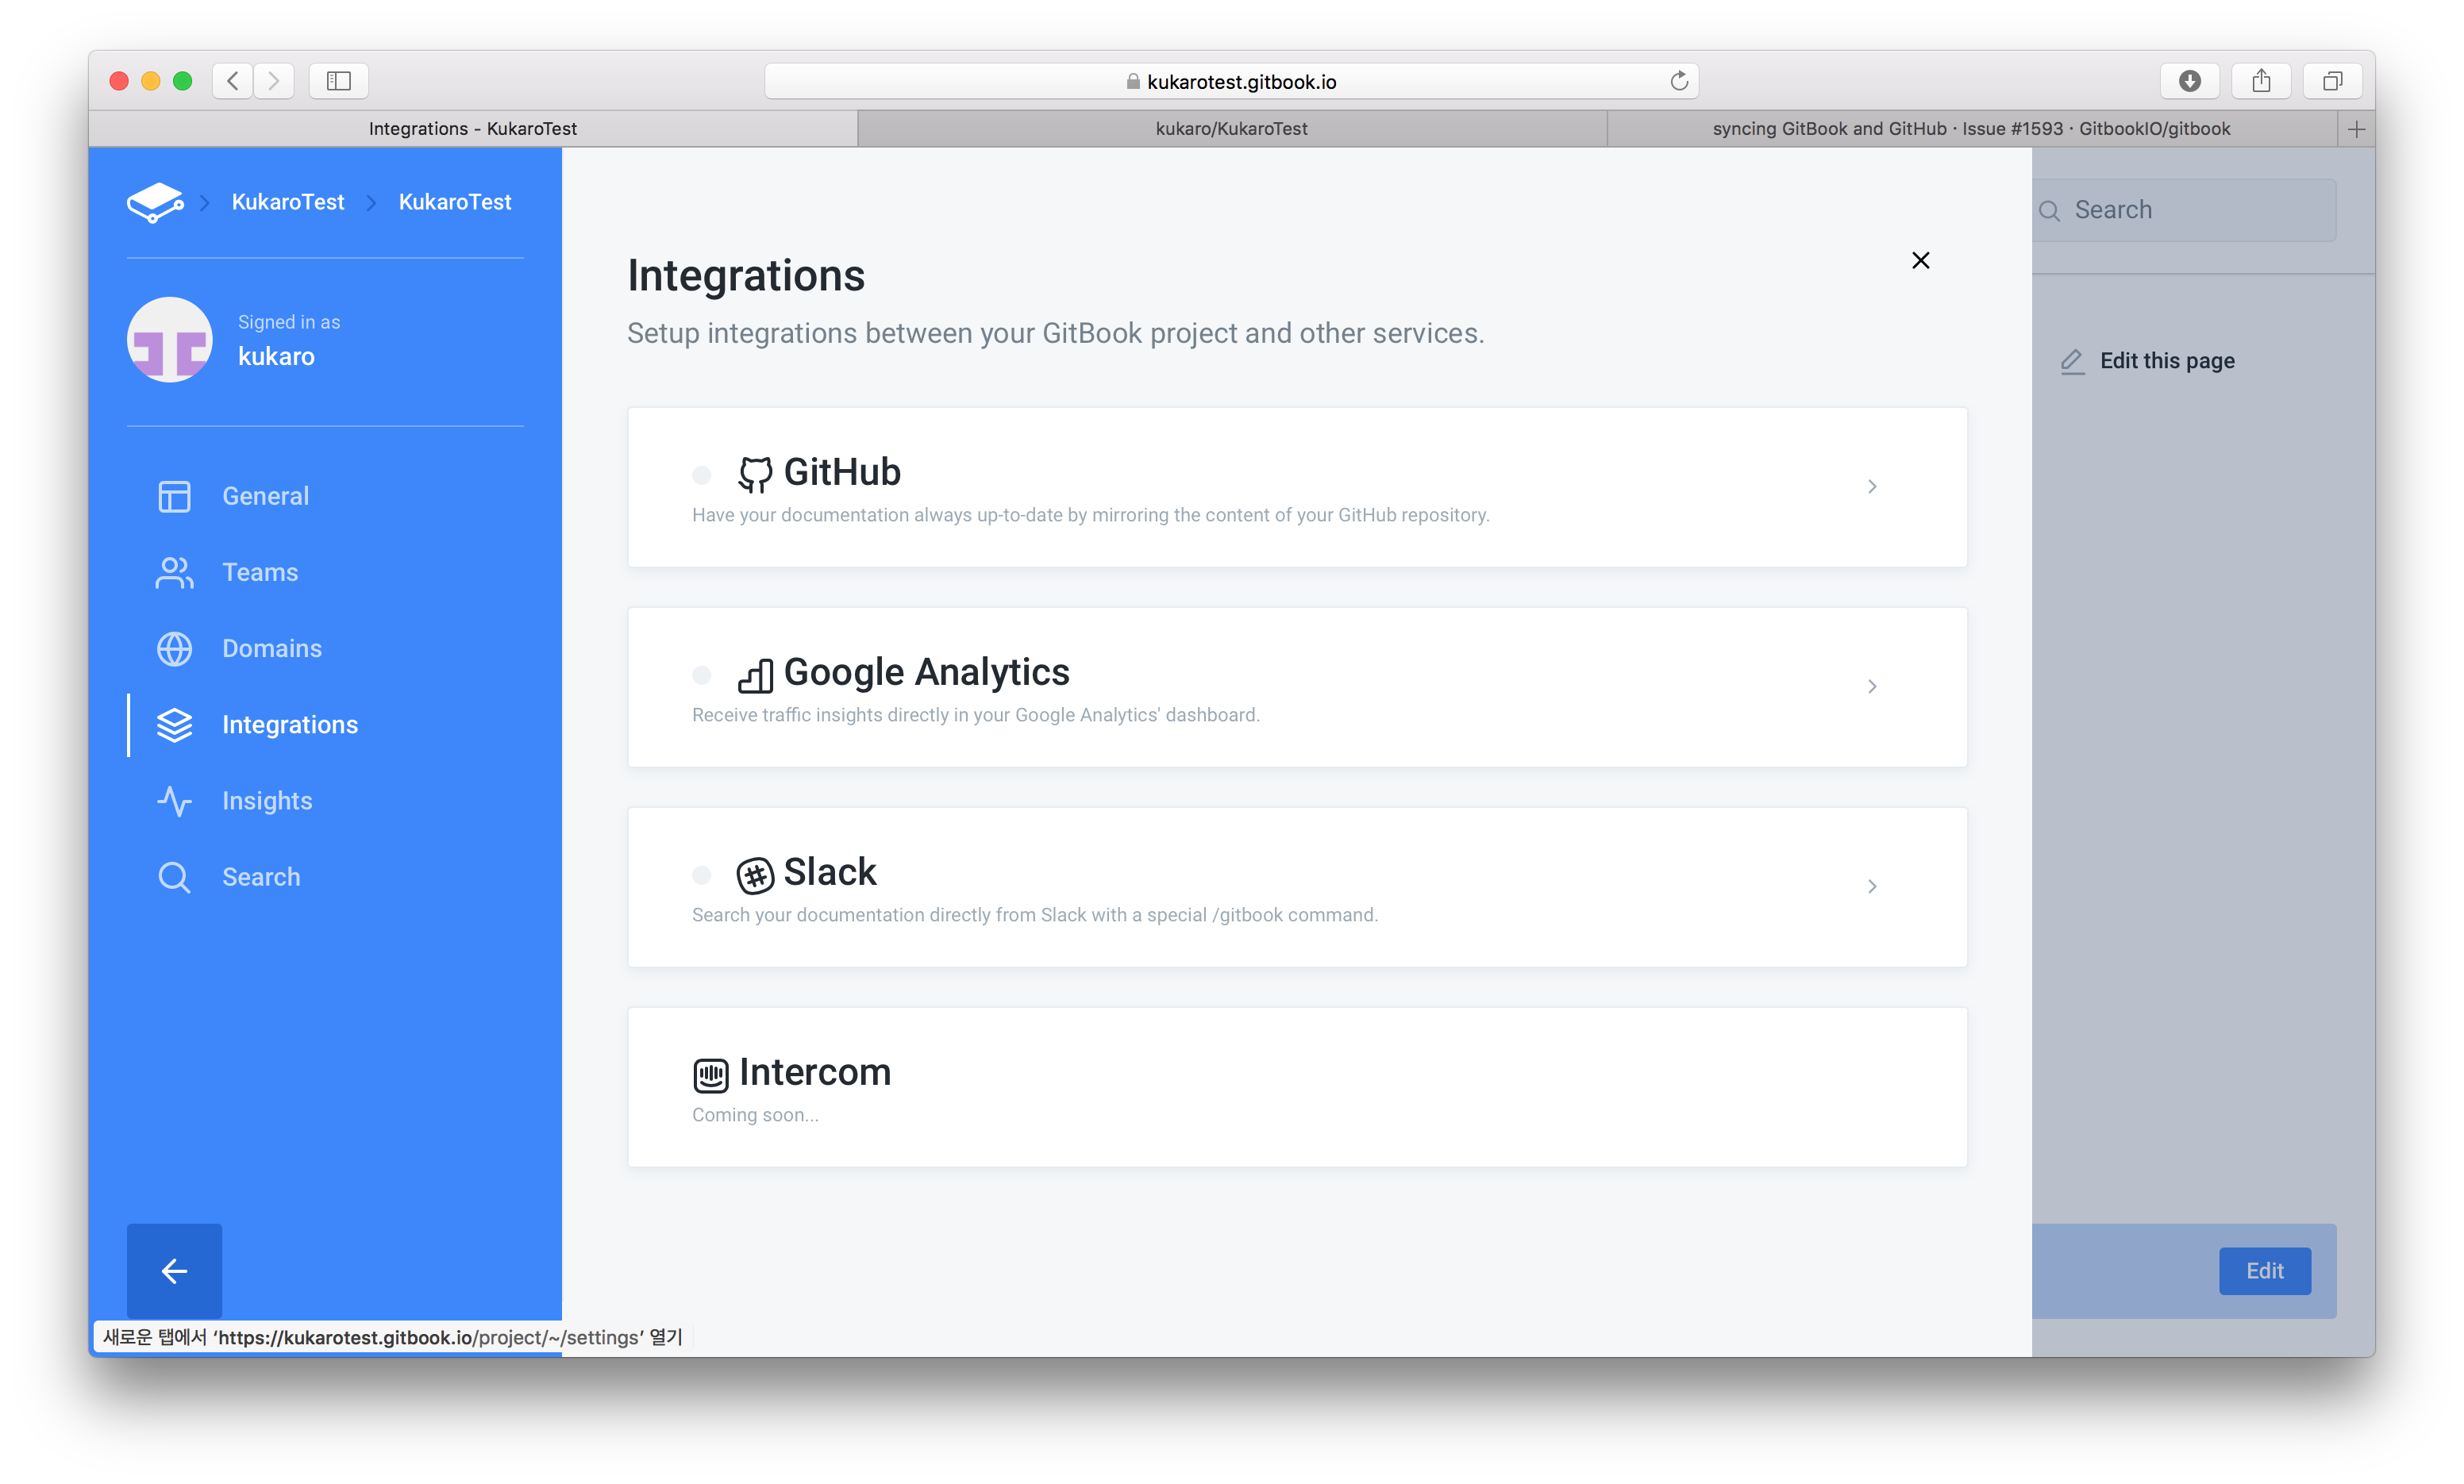 kukarotest.gitbook.io
Integrations - KukaroTest
kukaro/KukaroTest
syncing GitBook and GitHub · Issue #1593 · GitbookIO/gitbook
KukaroTest
KukaroTest
Signed in as
kukaro
General
Teams
Domains
Integrations
Insights
Search
Integrations
Setup integrations between your GitBook project and other services.
GitHub
Have your documentation always up-to-date by mirroring the content of your GitHub repository.
Google Analytics
Receive traffic insights directly in your Google Analytics' dashboard.
Slack
Search your documentation directly from Slack with a special /gitbook command.
Intercom
Coming soon...
Search
Edit this page
Edit
새로운 탭에서 ‘https://kukarotest.gitbook.io/project/~/settings’ 열기